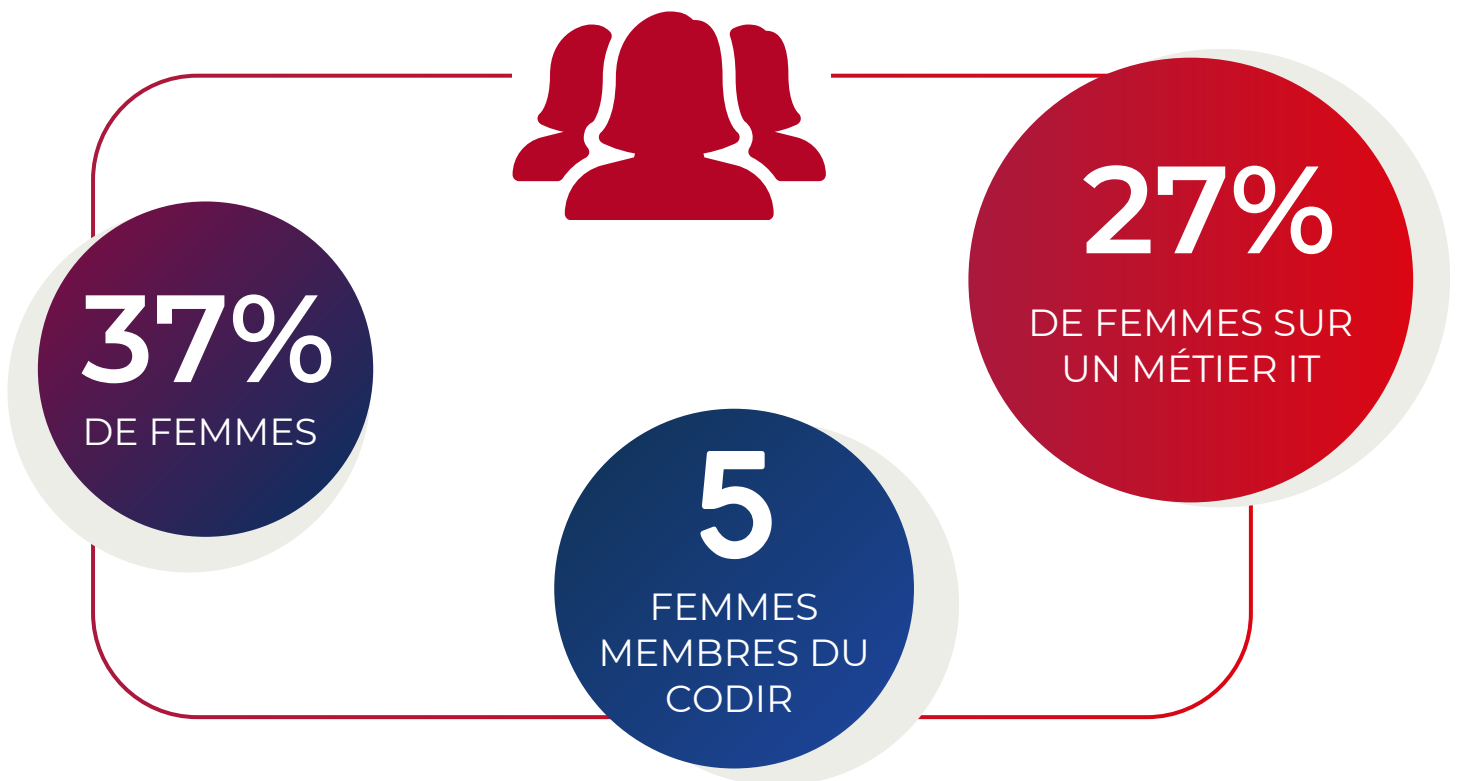 37%
DE FEMMES
27%
DE FEMMES SUR
UN MÉTIER IT
5
FEMMES
MEMBRES DU
CODIR